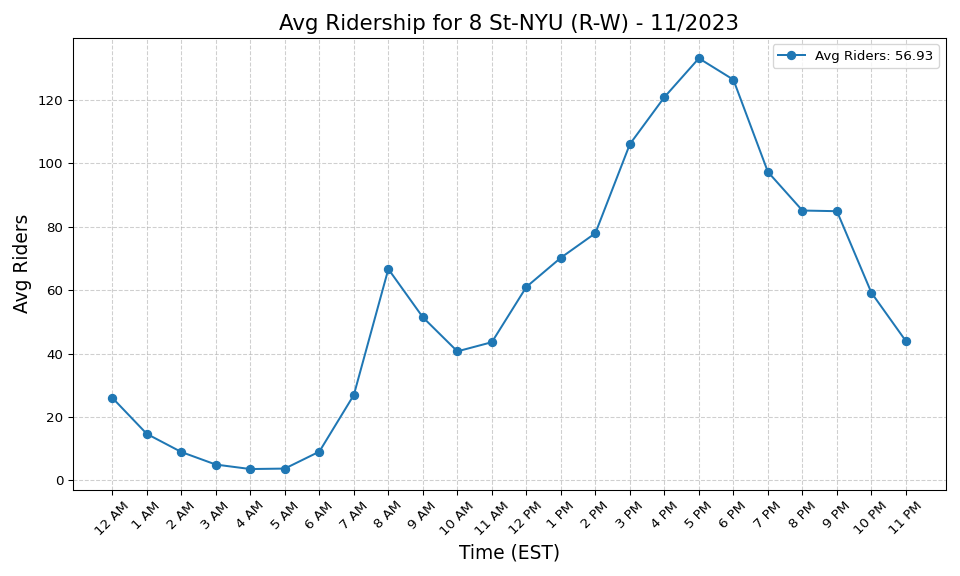 Avg Ridership for 8 St-NYU (R-W) - 11/2023
Avg Riders: 56.93
120
100
80
60
40
20
0
Avg Riders
12 AM
1 AM
2 AM
3 AM
4 AM
5 AM
6 AM
7 AM
8 AM
9 AM
10 AM
11 AM
12 PM
1 PM
2 PM
3 PM
4 PM
5 PM
6 PM
7 PM
8 PM
9 PM
10 PM
11 PM
Time (EST)